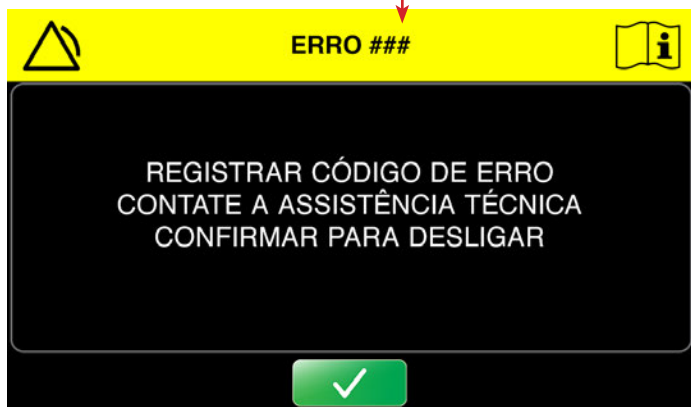 ERRO ###
i
REGISTRAR CÓDIGO DE ERRO
CONTATE A ASSISTÊNCIA TÉCNICA
CONFIRMAR PARA DESLIGAR